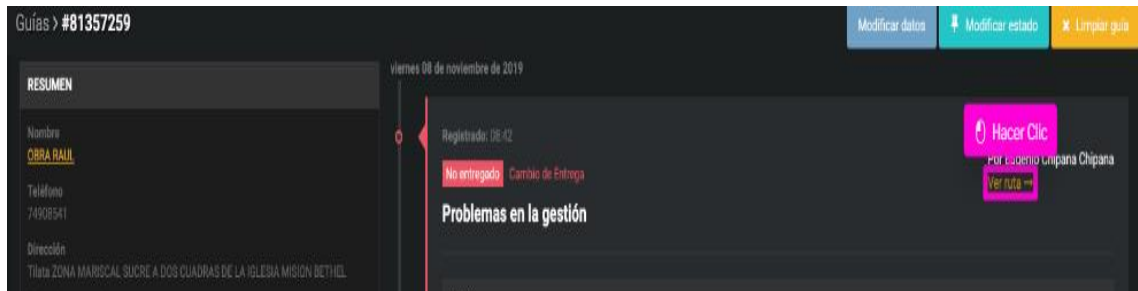 Guías > #81357259
Modificar datos
Modificar estado
× Limpiar guía
viernes 08 de noviembre de 2019
RESUMEN
Nombre
OBRA RAUL
Teléfono
74908541
Dirección
Tilata ZONA MARISCAL SUCRE A DOS CUADRAS DE LA IGLESIA MISION BETHEL
Registrado: 08:42
No entregado Cambio de Entrega
Problemas en la gestión
Hacer Clic
Por Eugenio Chipana Chipana
Ver ruta →